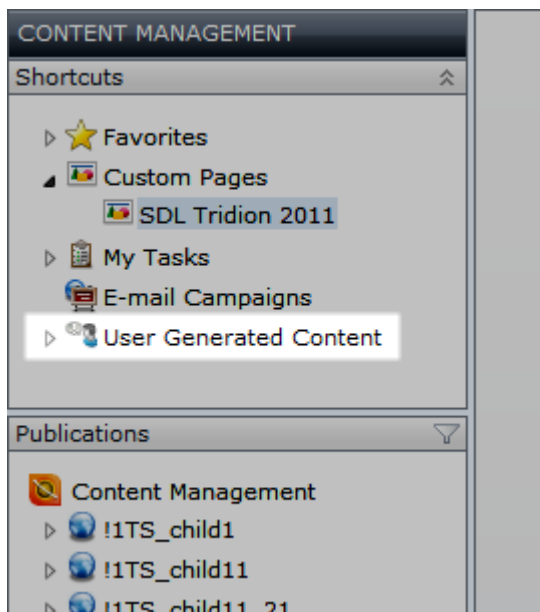 CONTENT MANAGEMENT
Shortcuts
Favorites
Custom Pages
SDL Tridion 2011
My Tasks
E-mail Campaigns
User Generated Content
Publications
Content Management
!1TS_child1
!1TS_child11
!1TS_child11_21